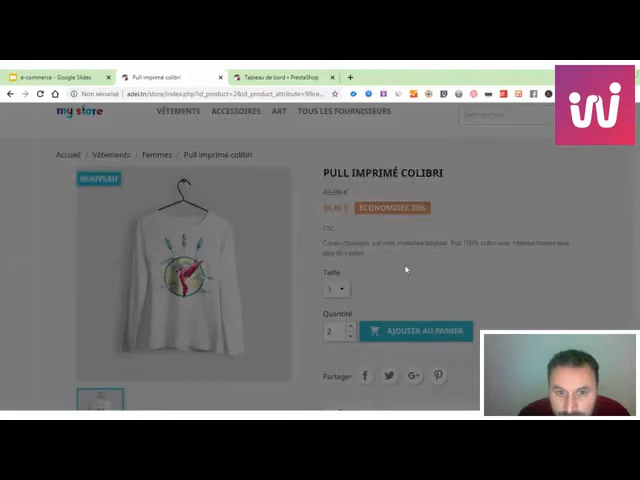 e-commerce - Google Slides
Pull imprimé colibri
Tableau de bord • PrestaShop
Non sécurisé | adel.tn/store/index.php?id_product=2&id_product_attribute=9&re...
my store
VÊTEMENTS
ACCESSOIRES
ART
TOUS LES FOURNISSEURS
Rechercher
Accueil / Vêtements / Femmes / Pull imprimé colibri
NOUVEAU
PULL IMPRIMÉ COLIBRI
ÉCONOMISEZ 20%
TTC
Taille
S
Quantité
2
AJOUTER AU PANIER
Partager